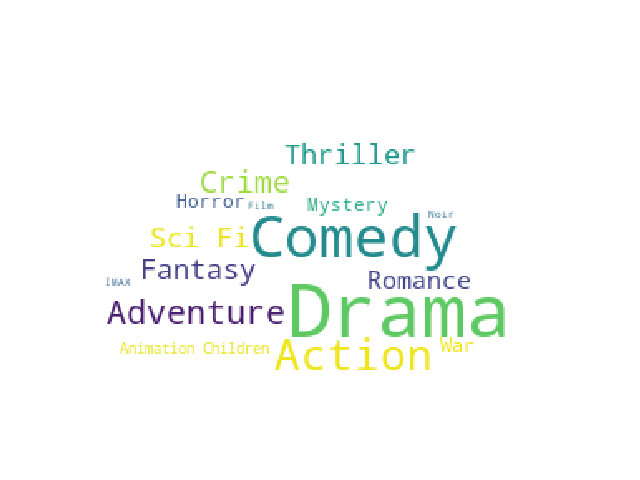 Thriller
Crime
Horror Film Mystery
Noir
Sci Fi Comedy
Fantasy
IMAX Romance
Adventure Drama
Animation Children Action War